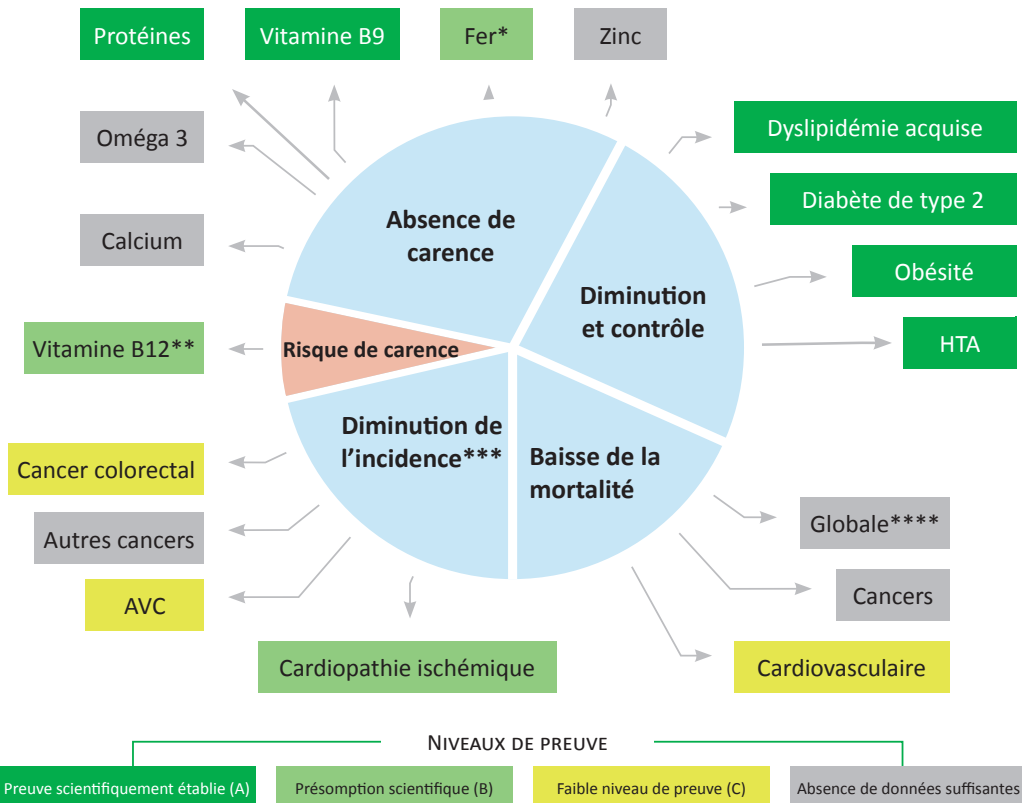 Protéines
Vitamine B9
Fer*
Zinc
Oméga 3
Dyslipidémie acquise
Calcium
Absence de
carence
Diabète de type 2
Obésité
Diminution
et contrôle
Vitamine B12**
Risque de carence
HTA
Diminution de
l'incidence***
Baisse de la
mortalité
Cancer colorectal
Autres cancers
AVC
Globale****
Cancers
Cardiopathie ischémique
Cardiovasculaire
NIVEAUX DE PREUVE
Preuve scientifiquement établie (A)
Présomption scientifique (B)
Faible niveau de preuve (C)
Absence de données suffisantes